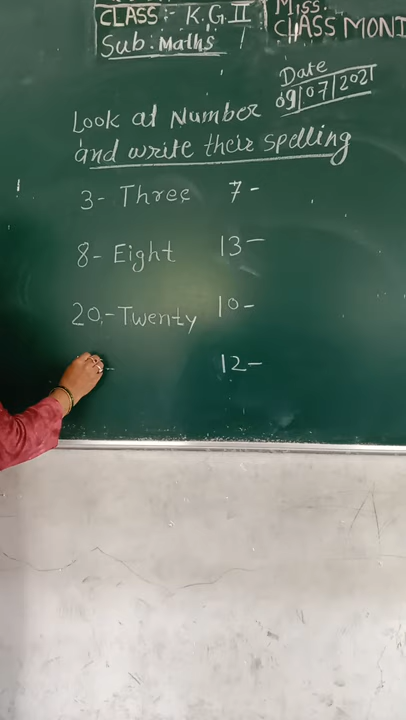 CLASS:- K.G.II
Sub: Maths
Miss.
CLASS MONI
Date
09/07/2021
Look at Number
and write their spelling
3- Three 7-
8- Eight 13-
20-Twenty 10-
12-